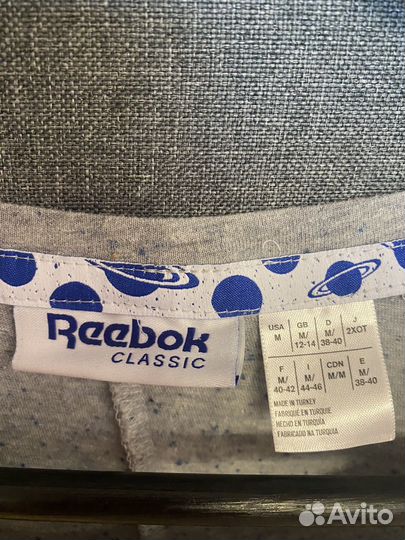 Reebok
CLASSIC
USA GB D J
M M/ M/ 2XOT
12-14 38-40
F I CDN E
M/ M/ M/M M/
40-42 44-46 38-40
MADE IN TURKEY
FABRIQUÉ EN TURQUIE
HECHO EN TURQUÍA
FABRICADO NA TURQUIA
Avito